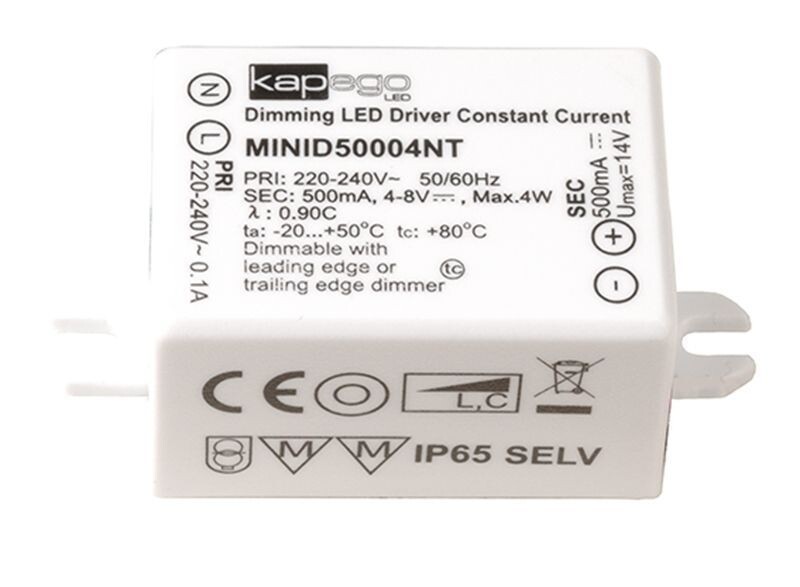 kapego
LED
Dimming LED Driver Constant Current
MINID50004NT
PRI: 220-240V~ 50/60Hz
SEC: 500mA, 4-8V⎓, Max.4W
λ : 0.90C
ta: -20...+50°C tc: +80°C
Dimmable with
leading edge or
trailing edge dimmer
tc
N
L
PRI
220-240V~ 0.1A
SEC
500mA ⎓
Umax=14V
+
-
CE
L,C
M M IP65 SELV